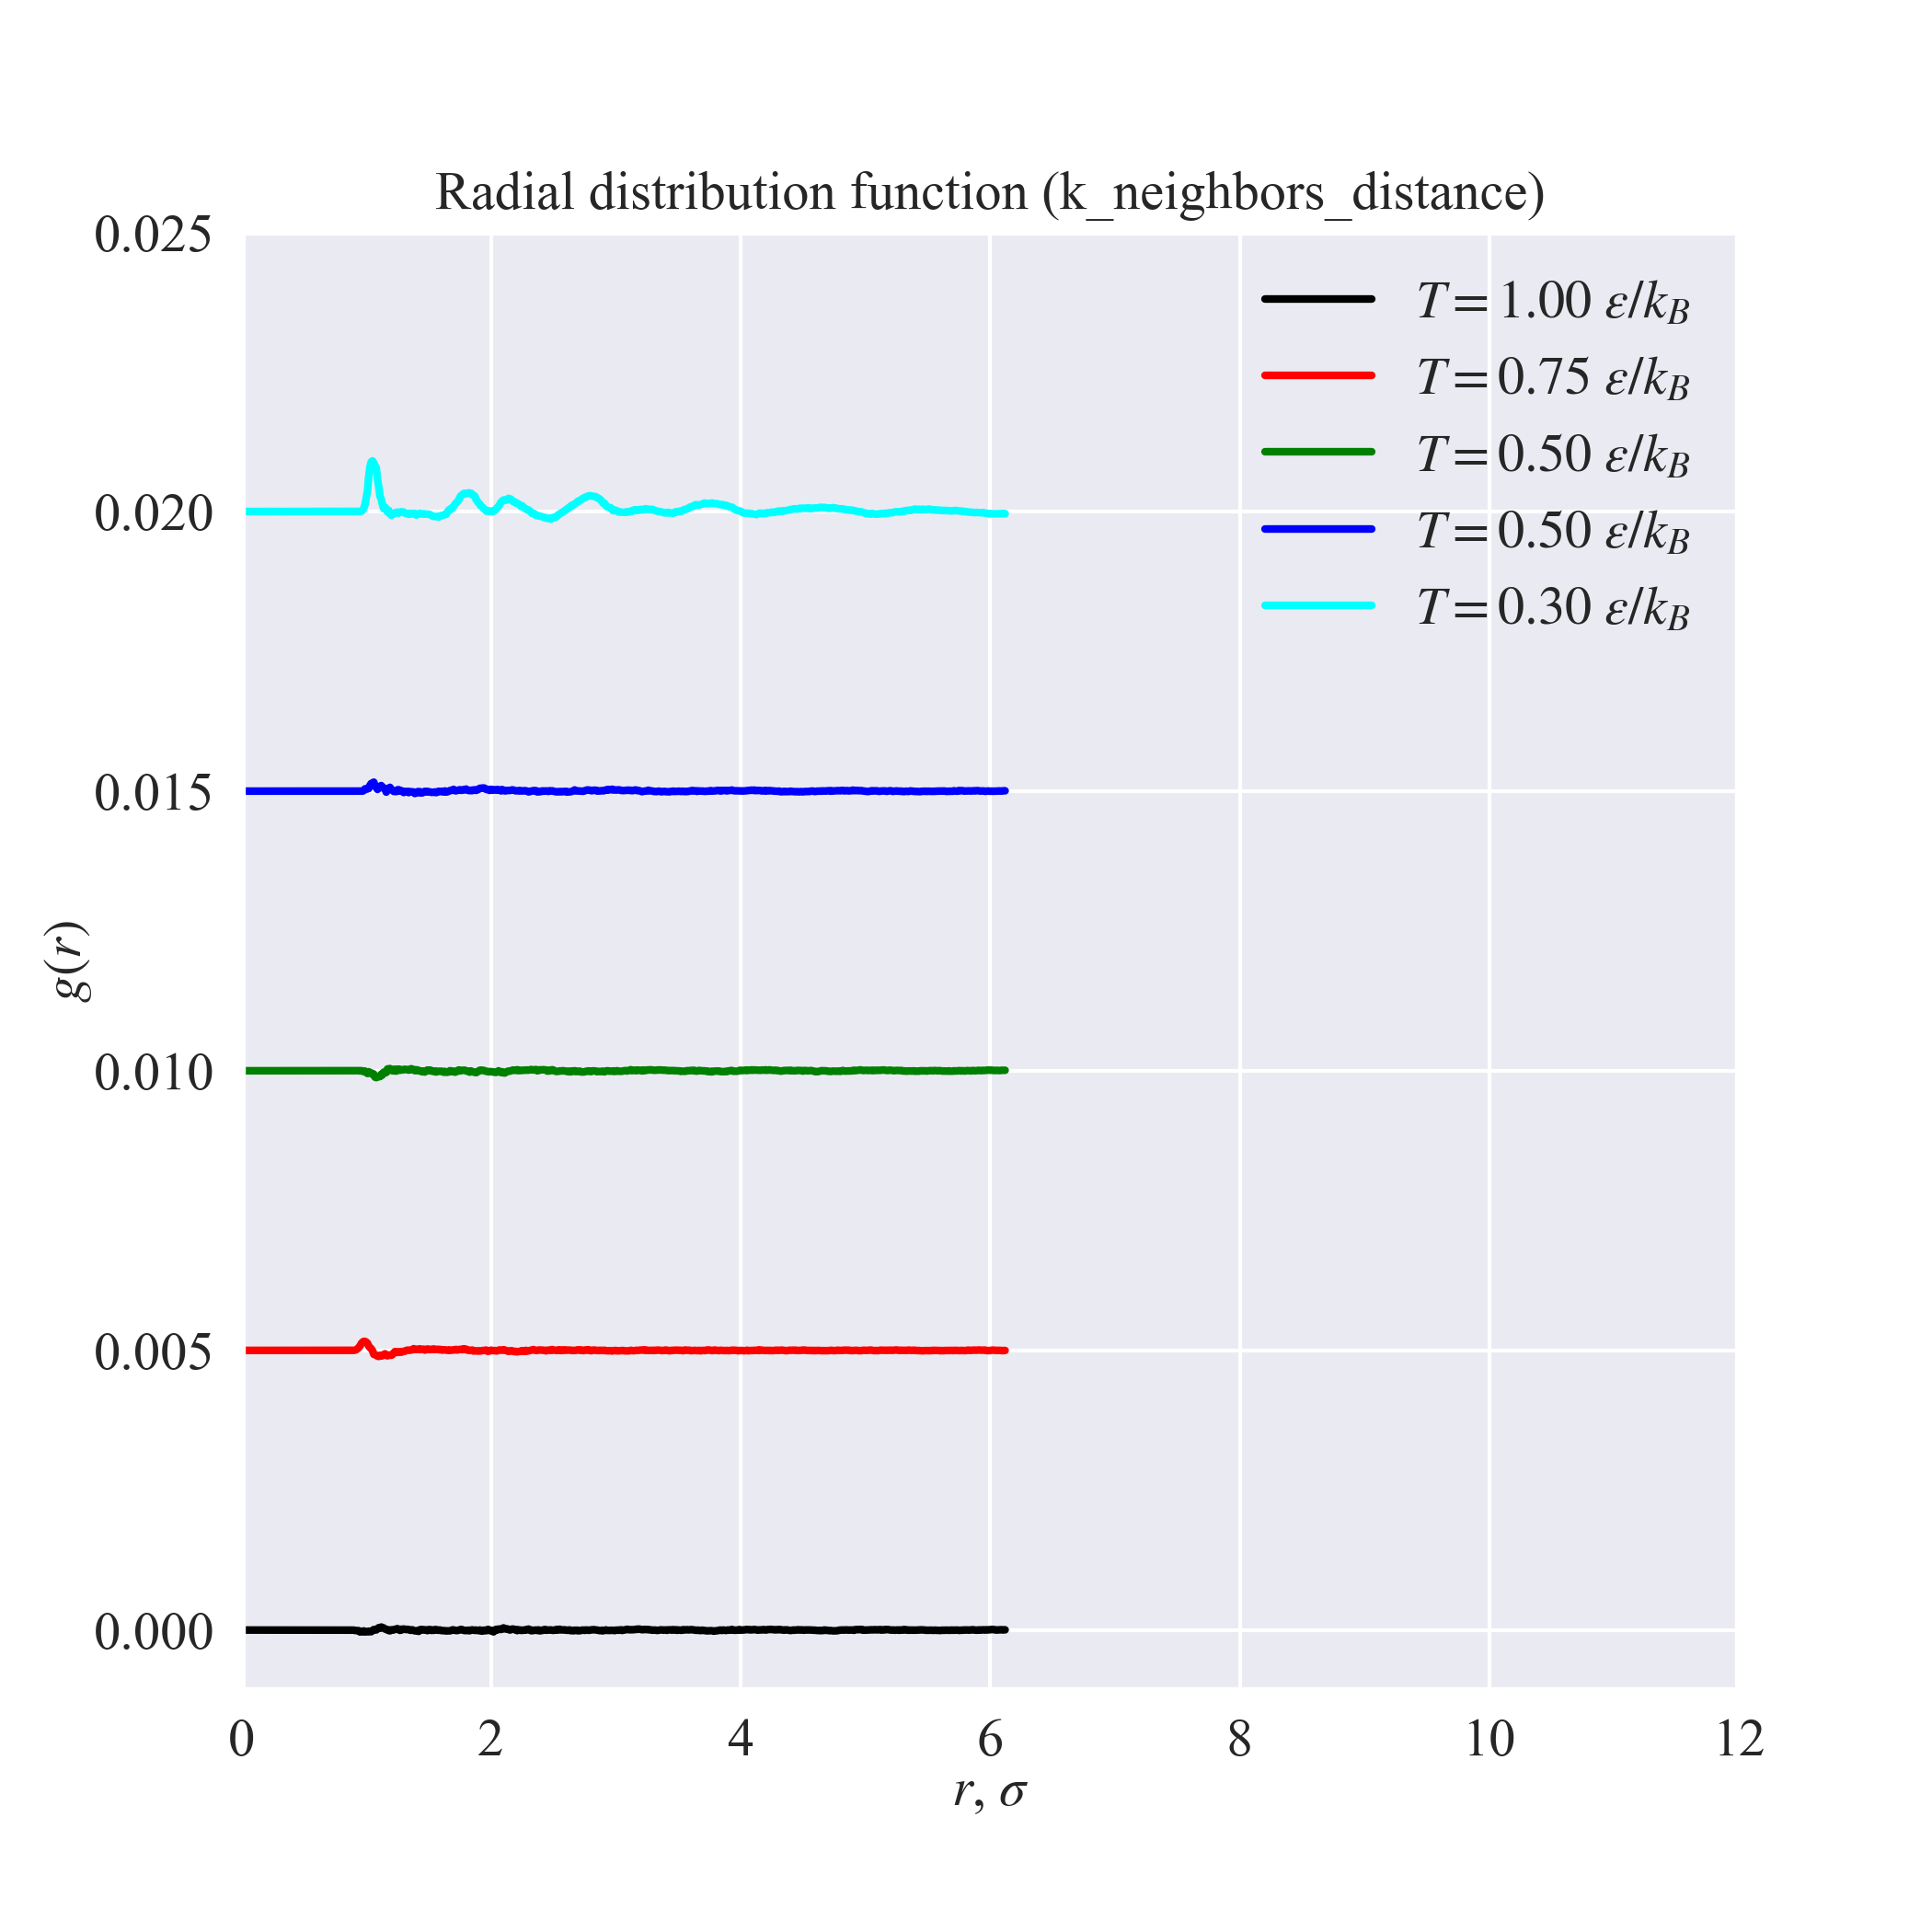 Radial distribution function (k_neighbors_distance)
0.025
0.020
0.015
0.010
0.005
0.000
g(r)
T = 1.00 ε/k_B
T = 0.75 ε/k_B
T = 0.50 ε/k_B
T = 0.50 ε/k_B
T = 0.30 ε/k_B
0 2 4 6 8 10 12
r, σ